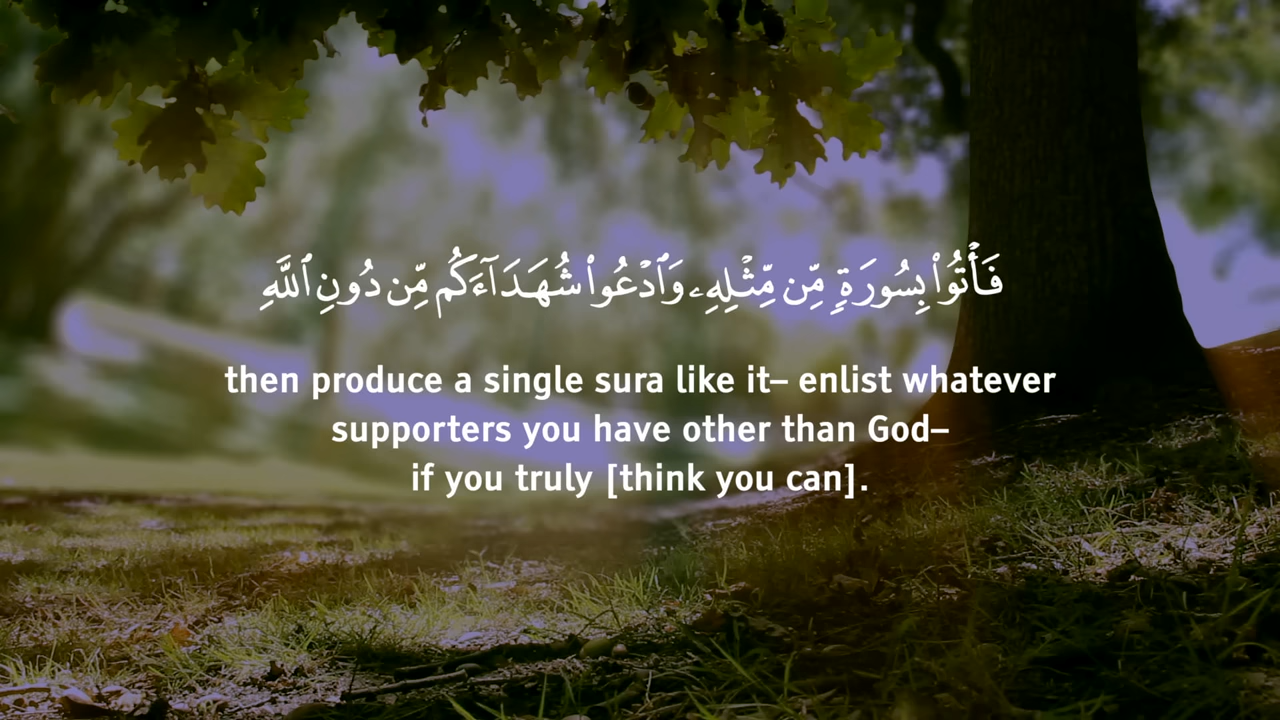 فَأْتُوا۟ بِسُورَةٍ مِّن مِّثْلِهِۦ وَٱدْعُوا۟ شُهَدَآءَكُم مِّن دُونِ ٱللَّهِ
then produce a single sura like it– enlist whatever
supporters you have other than God–
if you truly [think you can].